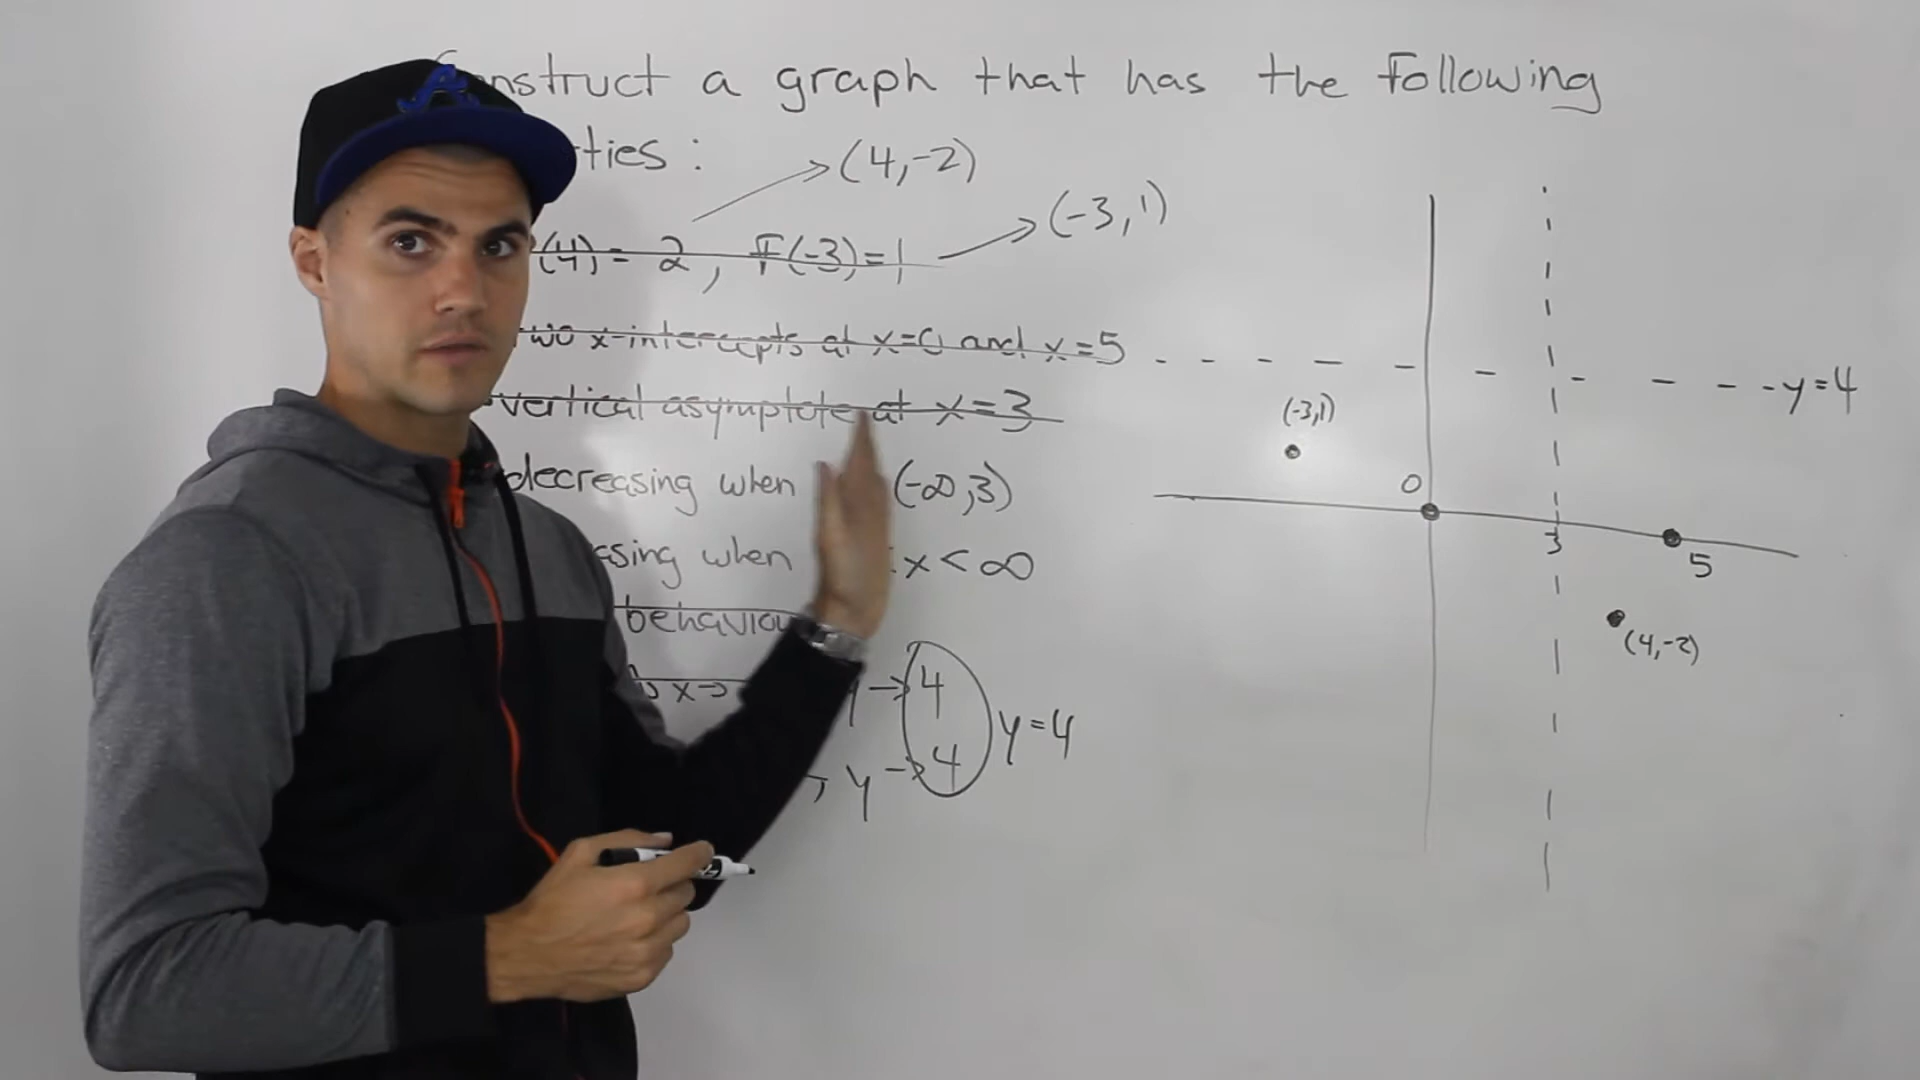 Construct a graph that has the following
ties :
(4,-2)
(-3,1)
(4) = -2 , F(-3)=1
two x-intercepts at x=0 and x=5
vertical asymptote at x=3
decreasing when (-∞,3)
asing when < x < ∞
behaviour
x→ y → 4
, y → 4
y=4
y=4
(-3,1)
0
3
5
(4,-2)
A